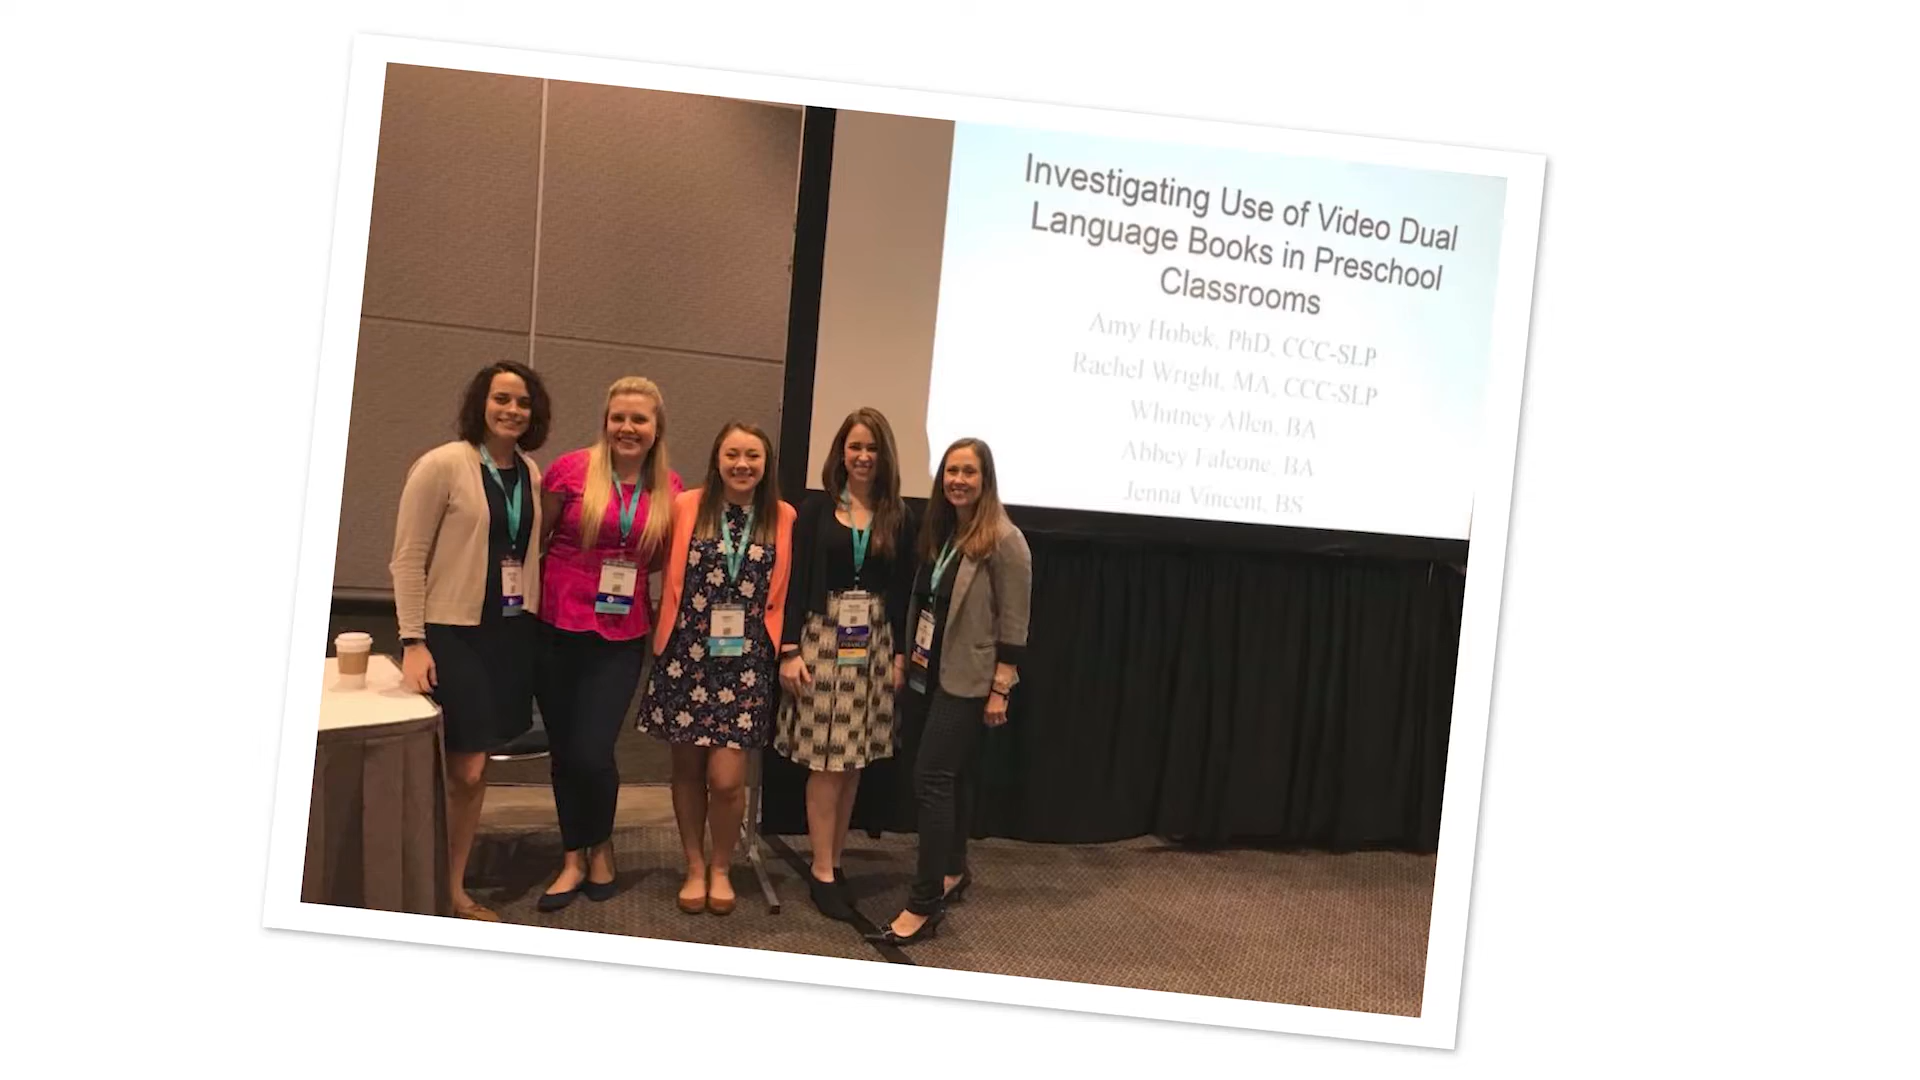 Investigating Use of Video Dual
Language Books in Preschool
Classrooms
Amy Hobek, PhD, CCC-SLP
Rachel Wright, MA, CCC-SLP
Whitney Allen, BA
Abbey Falcone, BA
Jenna Vincent, BS